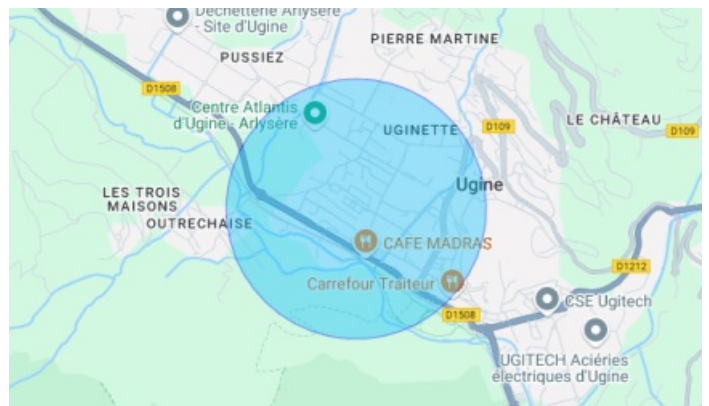 Déchetterie Arlysère
- Site d'Ugine
PIERRE MARTINE
PUSSIEZ
D1508
Centre Atlantis
d'Ugine - Arlysère
UGINETTE
D109
LE CHÂTEAU
D109
Ugine
LES TROIS
MAISONS
OUTRECHAISE
CAFE MADRAS
D1212
Carrefour Traiteur
CSE Ugitech
D1508
UGITECH Aciéries
électriques d'Ugine